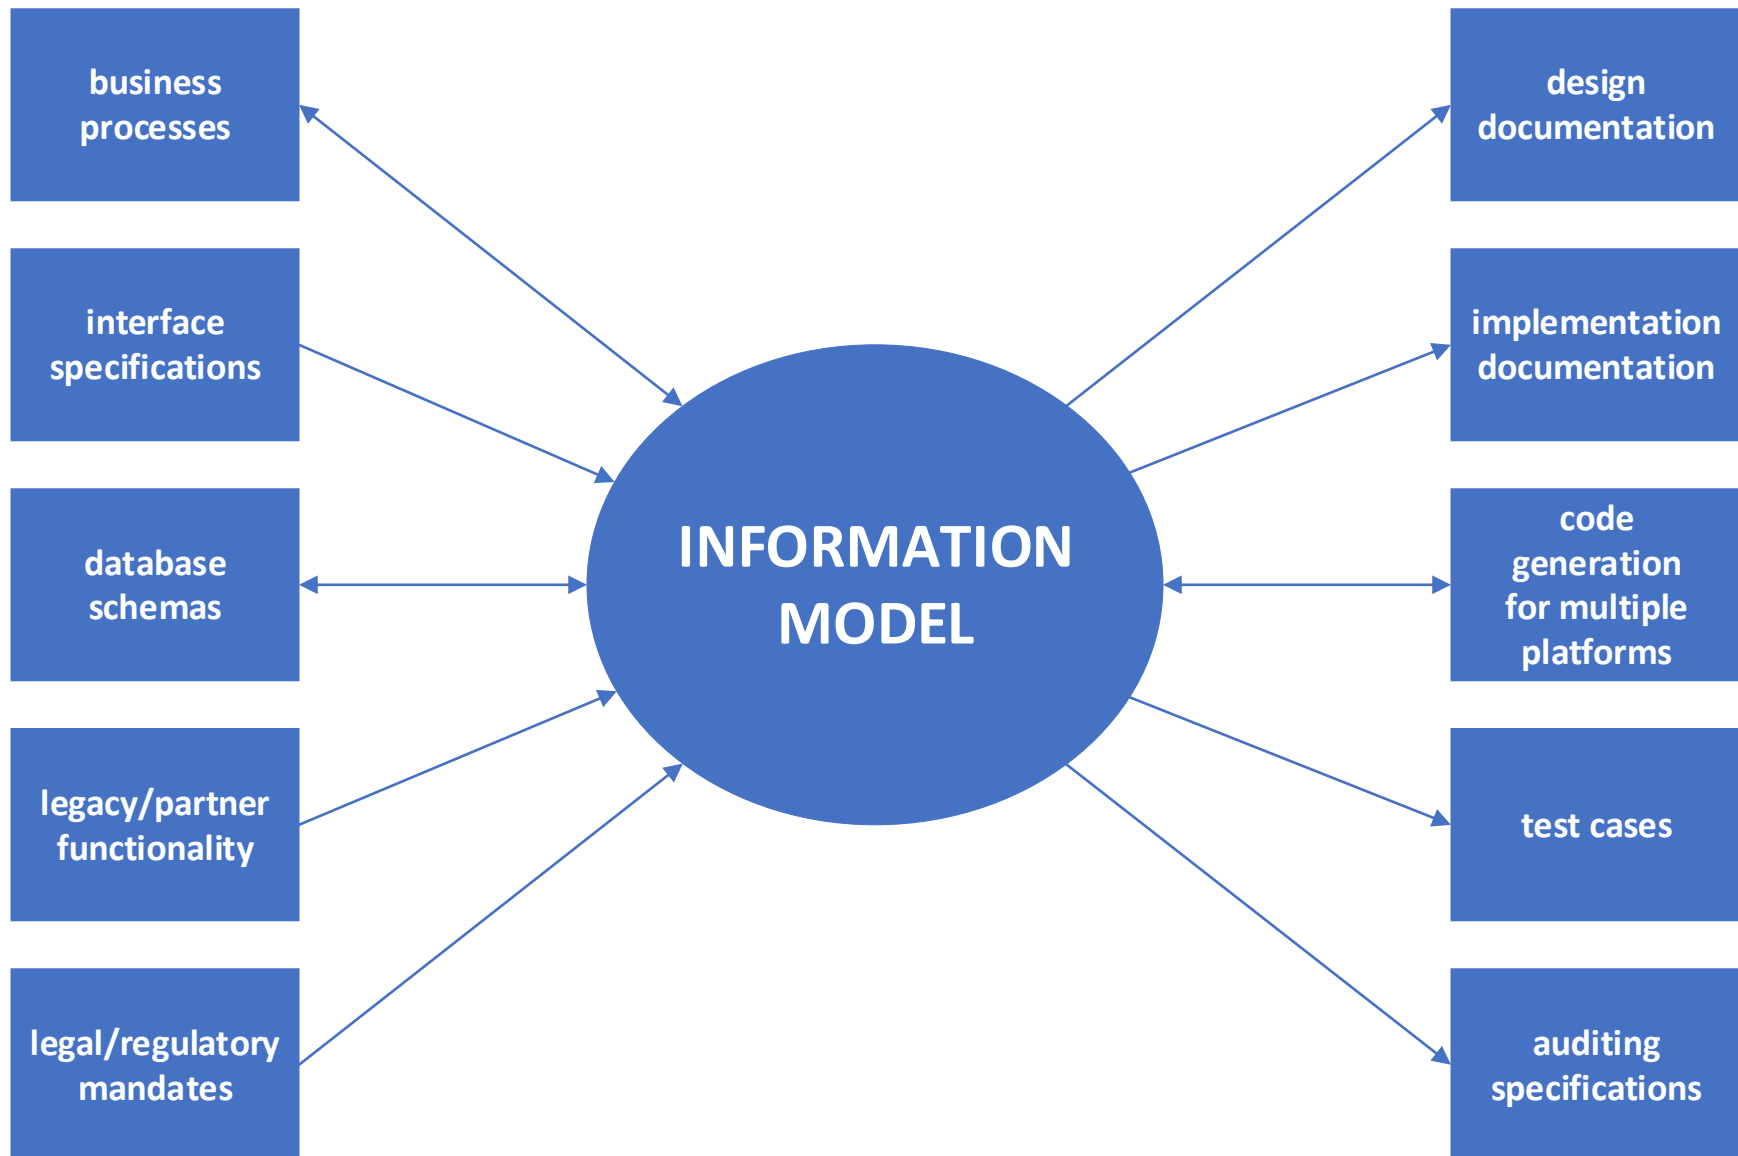 business
processes
interface
specifications
database
schemas
legacy/partner
functionality
legal/regulatory
mandates
INFORMATION
MODEL
design
documentation
implementation
documentation
code
generation
for multiple
platforms
test cases
auditing
specifications